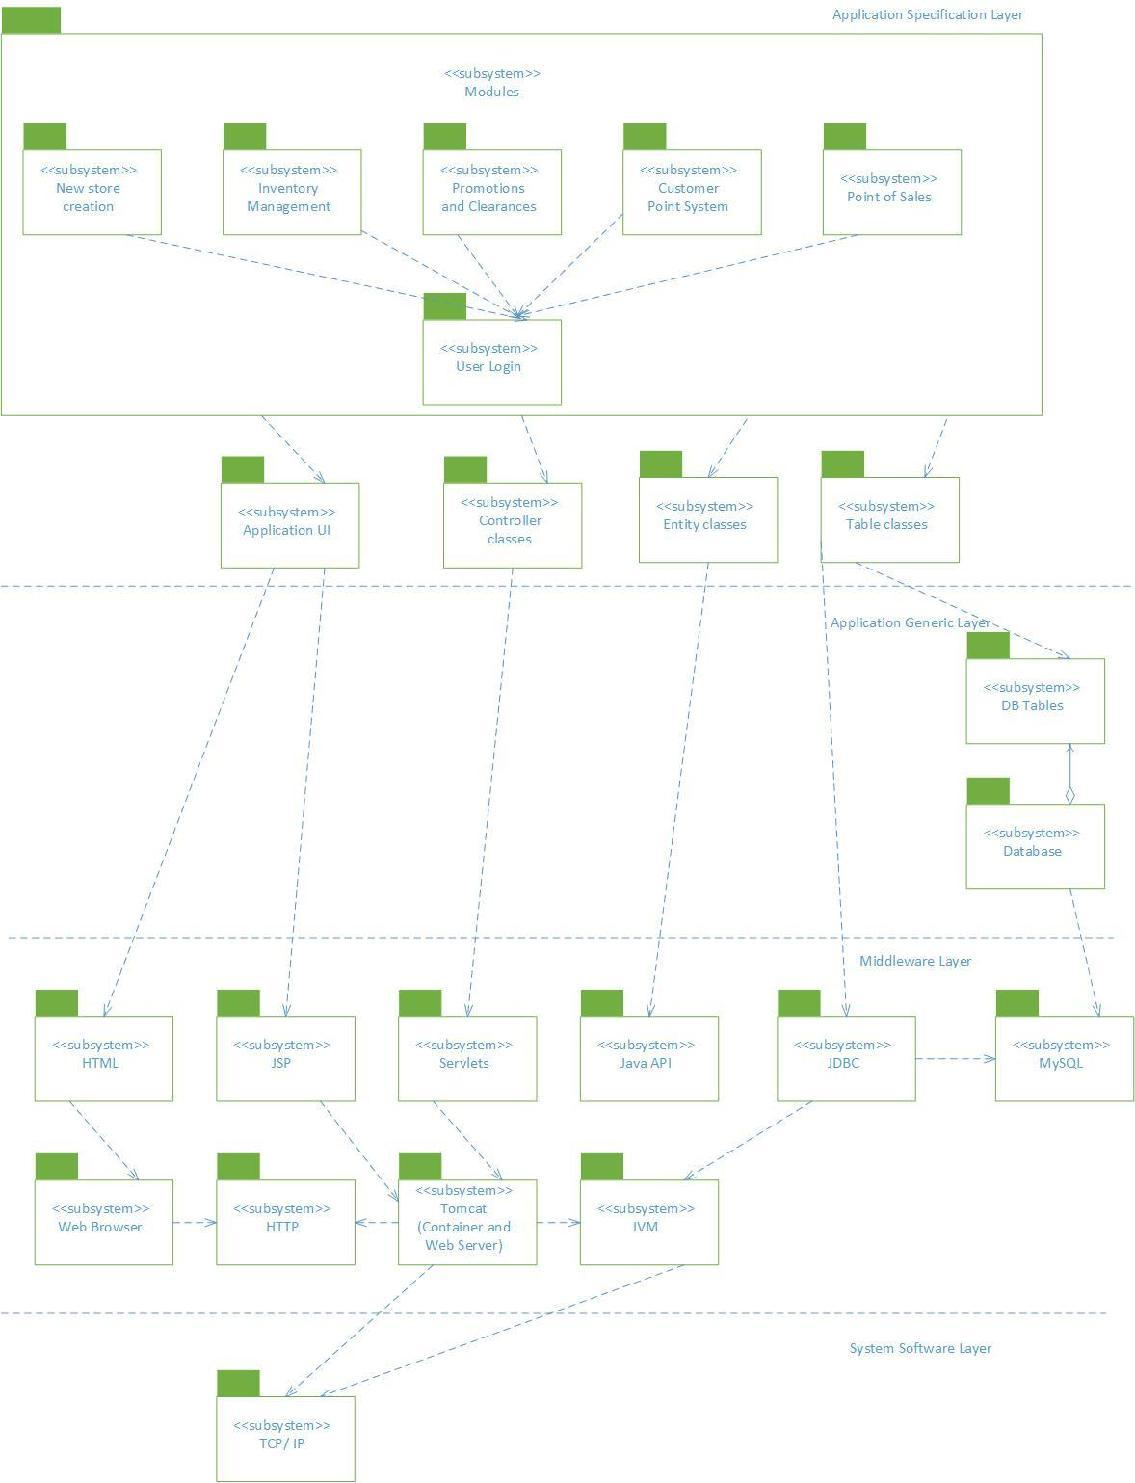 Application Specification Layer
<<subsystem>>
Modules
<<subsystem>>
New store
creation
<<subsystem>>
Inventory
Management
<<subsystem>>
Promotions
and Clearances
<<subsystem>>
Customer
Point System
<<subsystem>>
Point of Sales
<<subsystem>>
User Login
<<subsystem>>
Application UI
<<subsystem>>
Controller
classes
<<subsystem>>
Entity classes
<<subsystem>>
Table classes
Application Generic Layer
<<subsystem>>
DB Tables
<<subsystem>>
Database
Middleware Layer
<<subsystem>>
HTML
<<subsystem>>
JSP
<<subsystem>>
Servlets
<<subsystem>>
Java API
<<subsystem>>
JDBC
<<subsystem>>
MySQL
<<subsystem>>
Web Browser
<<subsystem>>
HTTP
<<subsystem>>
Tomcat
(Container and
Web Server)
<<subsystem>>
JVM
System Software Layer
<<subsystem>>
TCP/ IP